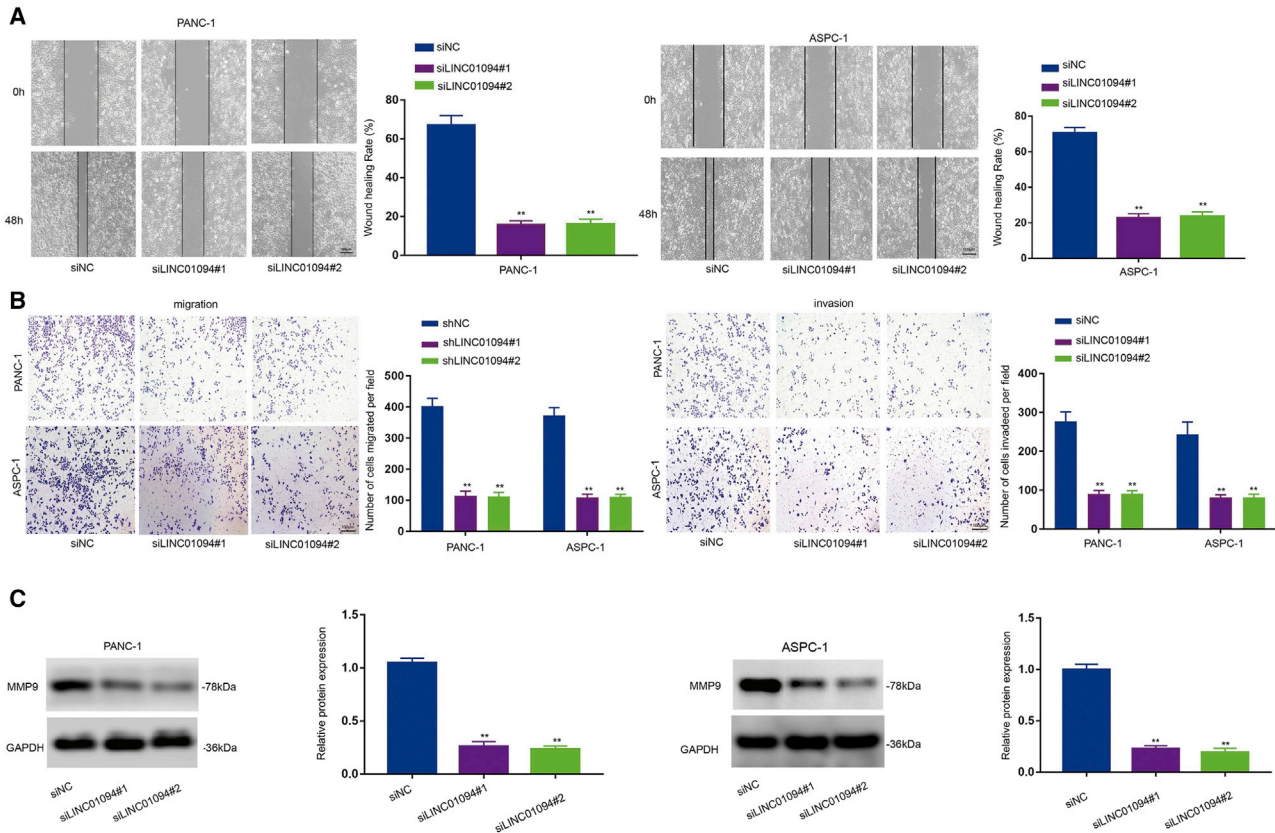 A
PANC-1
0h
48h
siNC
siLINC01094#1
siLINC01094#2
siNC
siLINC01094#1
siLINC01094#2
Wound healing Rate (%)
80
60
40
20
0
**
**
PANC-1
ASPC-1
0h
48h
siNC
siLINC01094#1
siLINC01094#2
siNC
siLINC01094#1
siLINC01094#2
Wound healing Rate (%)
80
60
40
20
0
**
**
ASPC-1
B
migration
PANC-1
ASPC-1
siNC
siLINC01094#1
siLINC01094#2
shNC
shLINC01094#1
shLINC01094#2
Number of cells migrated per field
500
400
300
200
100
0
**
**
**
**
PANC-1
ASPC-1
invasion
PANC-1
ASPC-1
siNC
siLINC01094#1
siLINC01094#2
siNC
siLINC01094#1
siLINC01094#2
Number of cells invaded per field
400
300
200
100
0
**
**
**
**
PANC-1
ASPC-1
C
PANC-1
MMP9
-78kDa
GAPDH
-36kDa
siNC
siLINC01094#1
siLINC01094#2
Relative protein expression
1.5
1.0
0.5
0.0
**
**
siNC
siLINC01094#1
siLINC01094#2
ASPC-1
MMP9
-78kDa
GAPDH
-36kDa
siNC
siLINC01094#1
siLINC01094#2
Relative protein expression
1.5
1.0
0.5
0.0
**
**
siNC
siLINC01094#1
siLINC01094#2